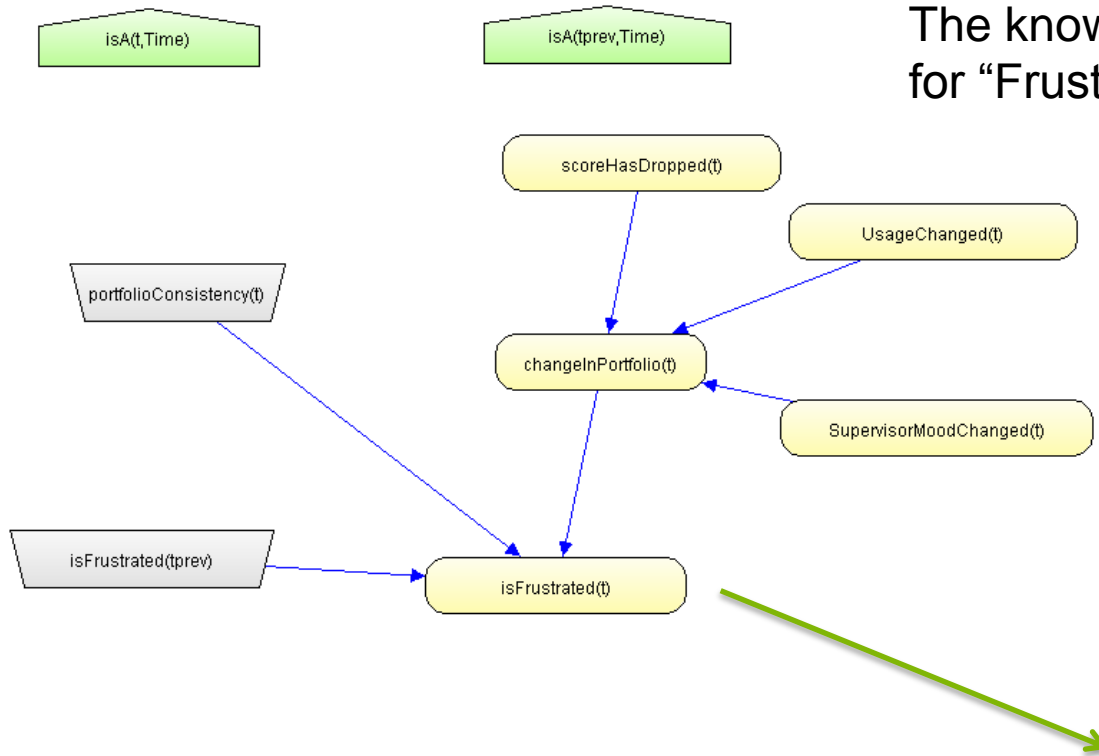 The know
for “Frust
isA(t,Time)
isA(tprev,Time)
scoreHasDropped(t)
UsageChanged(t)
portfolioConsistency(t)
changeInPortfolio(t)
SupervisorMoodChanged(t)
isFrustrated(tprev)
isFrustrated(t)